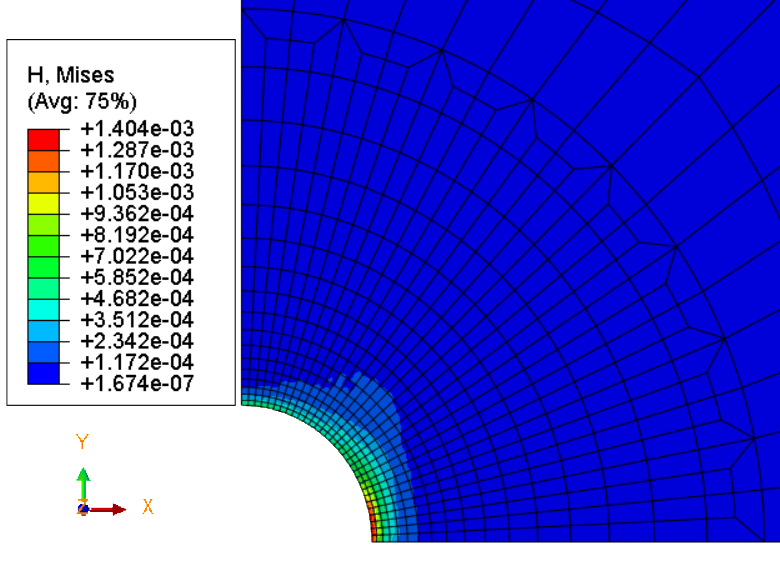 H, Mises
(Avg: 75%)
+1.404e-03
+1.287e-03
+1.170e-03
+1.053e-03
+9.362e-04
+8.192e-04
+7.022e-04
+5.852e-04
+4.682e-04
+3.512e-04
+2.342e-04
+1.172e-04
+1.674e-07
Y
Z
X